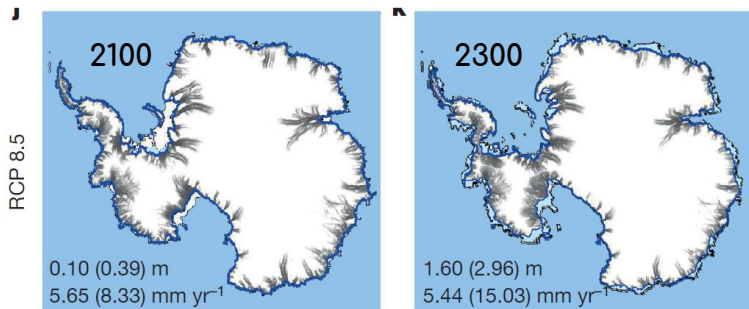 J
2100
RCP 8.5
0.10 (0.39) m
5.65 (8.33) mm yr⁻¹
K
2300
1.60 (2.96) m
5.44 (15.03) mm yr⁻¹